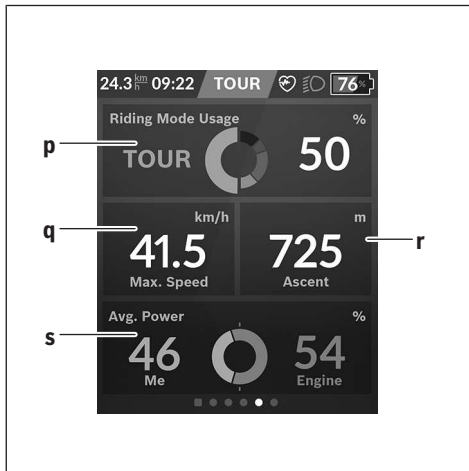 24.3 km/h 09:22 TOUR 76%
Riding Mode Usage %
p TOUR 50
q km/h m
41.5 725 r
Max. Speed Ascent
Avg. Power %
s 46 54
Me Engine